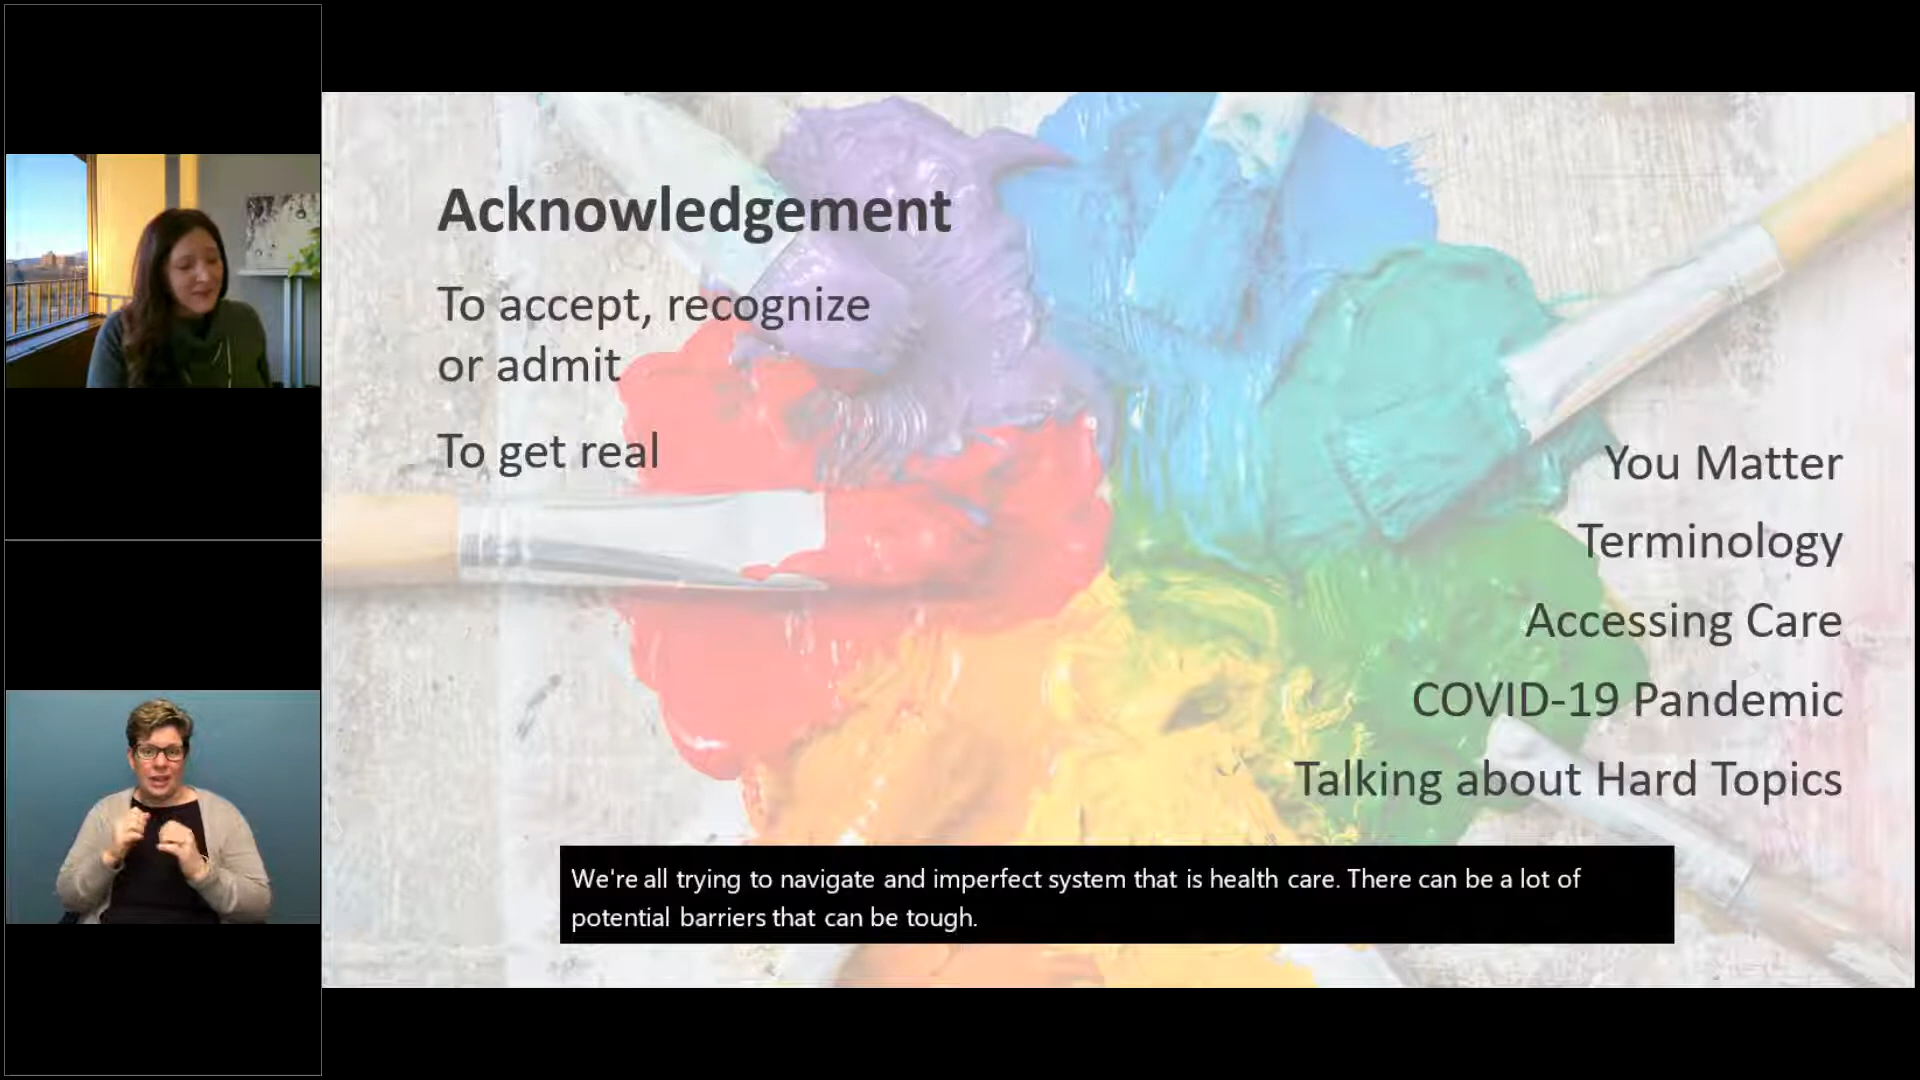 Acknowledgement
To accept, recognize
or admit
To get real
You Matter
Terminology
Accessing Care
COVID-19 Pandemic
Talking about Hard Topics
We're all trying to navigate and imperfect system that is health care. There can be a lot of
potential barriers that can be tough.